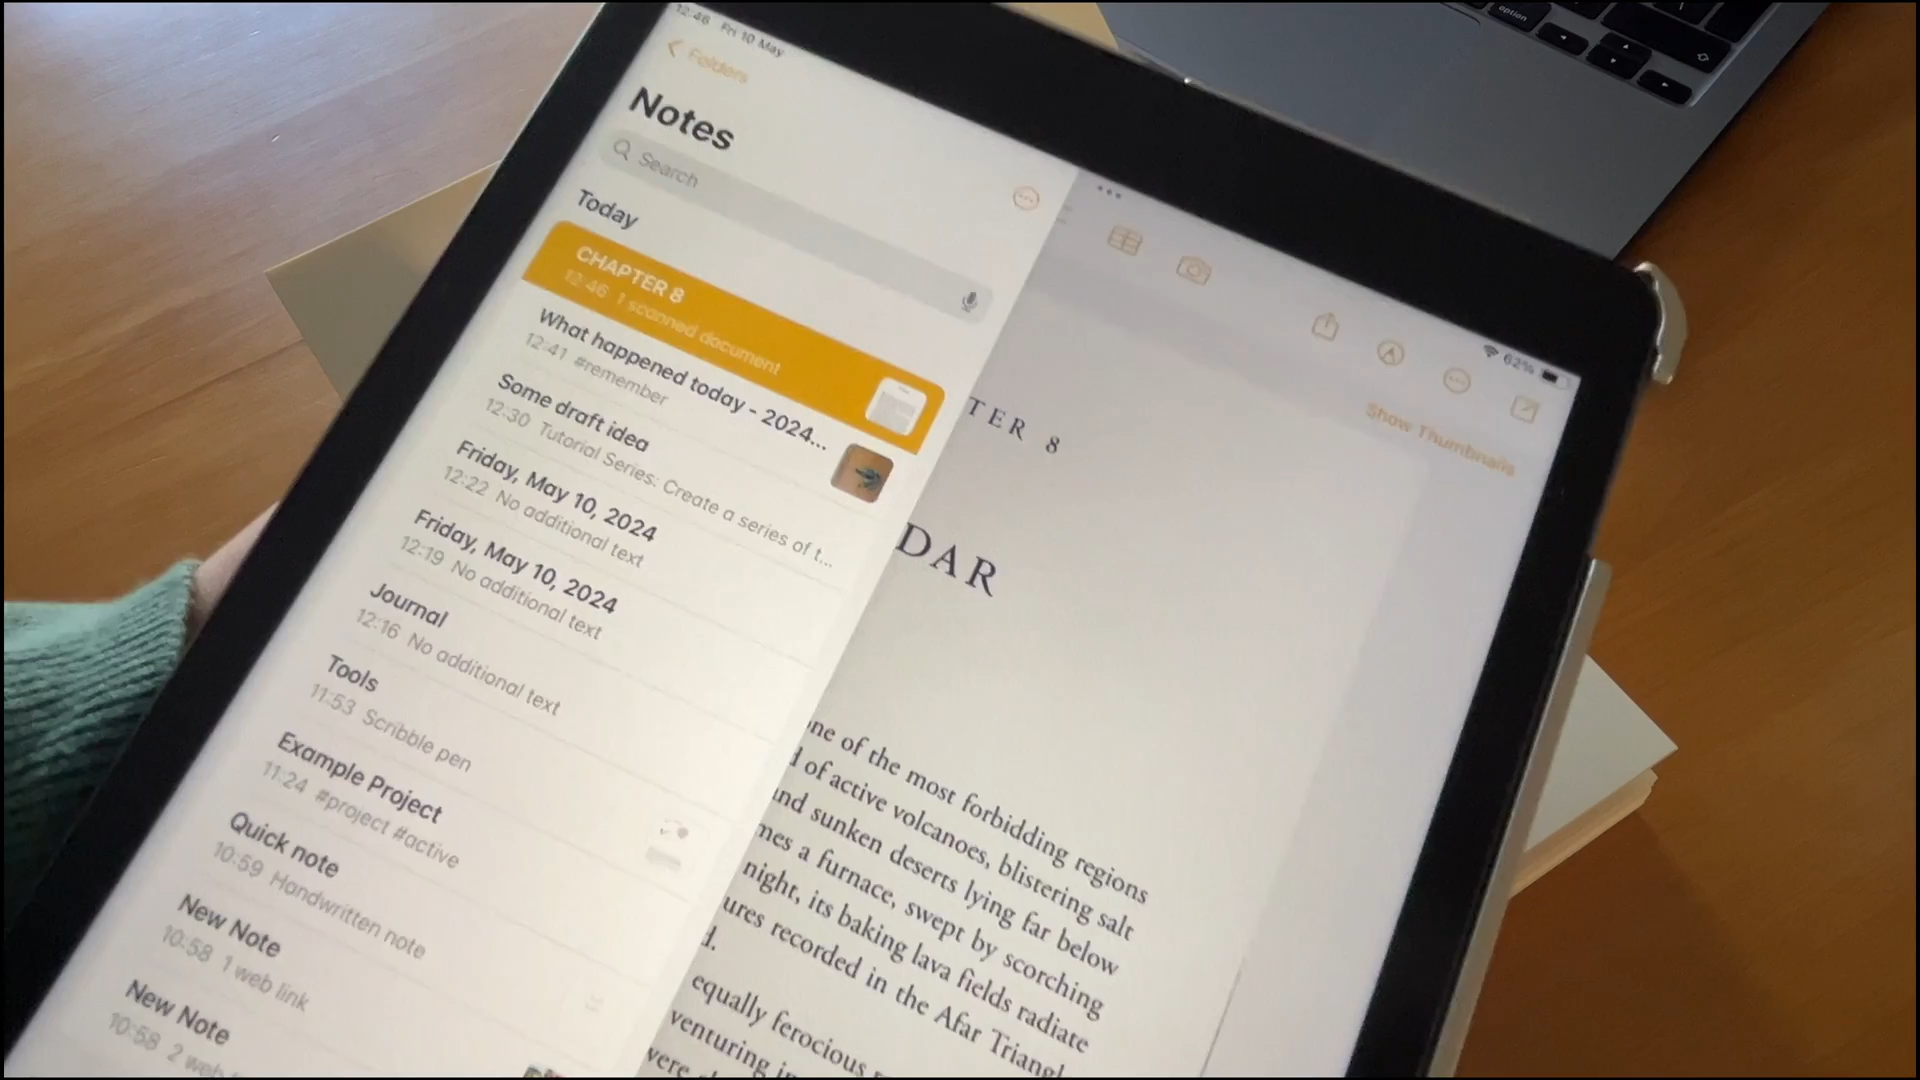 12:46 Fri 10 May
Folders
Notes
Search
Today
CHAPTER 8
12:46 1 scanned document
What happened today - 2024...
12:41 #remember
Some draft idea
12:30 Tutorial Series: Create a series of t...
Friday, May 10, 2024
12:22 No additional text
Friday, May 10, 2024
12:19 No additional text
Journal
12:16 No additional text
Tools
11:53 Scribble pen
Example Project
11:24 #project #active
Quick note
10:59 Handwritten note
New Note
10:58 1 web link
New Note
10:58 2 web
62%
Show Thumbnails
TER 8
DAR
one of the most forbidding regions
d of active volcanoes, blistering salt
and sunken deserts lying far below
mes a furnace, swept by scorching
night, its baking lava fields radiate
ures recorded in the Afar Triangl
d.
equally ferocious
venturing in
were
option